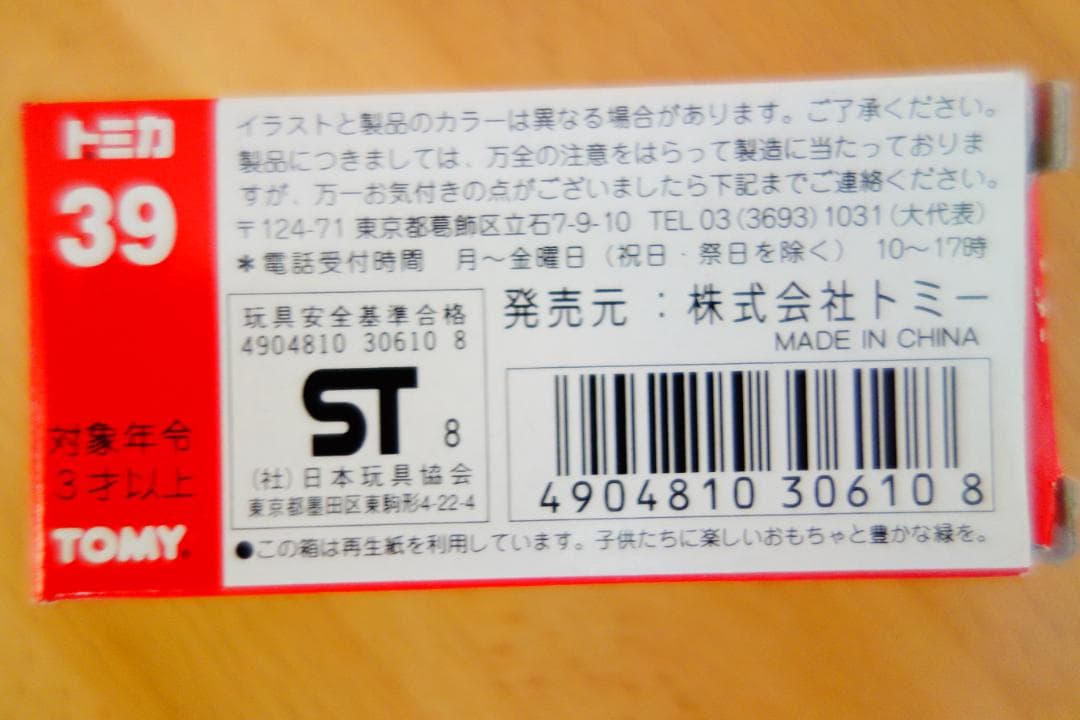 トミカ
39
対象年令
3才以上
TOMY
イラストと製品のカラーは異なる場合があります。ご了承ください。
製品につきましては、万全の注意をはらって製造に当たっておりま
すが、万一お気付きの点がございましたら下記までご連絡ください。
〒124-71 東京都葛飾区立石7-9-10 TEL 03(3693)1031(大代表)
＊電話受付時間 月～金曜日(祝日・祭日を除く) 10～17時
玩具安全基準合格
4904810 30610 8
ST 8
(社)日本玩具協会
東京都墨田区東駒形4-22-4
発売元：株式会社トミー
MADE IN CHINA
4904810 306108
●この箱は再生紙を利用しています。子供たちに楽しいおもちゃと豊かな緑を。